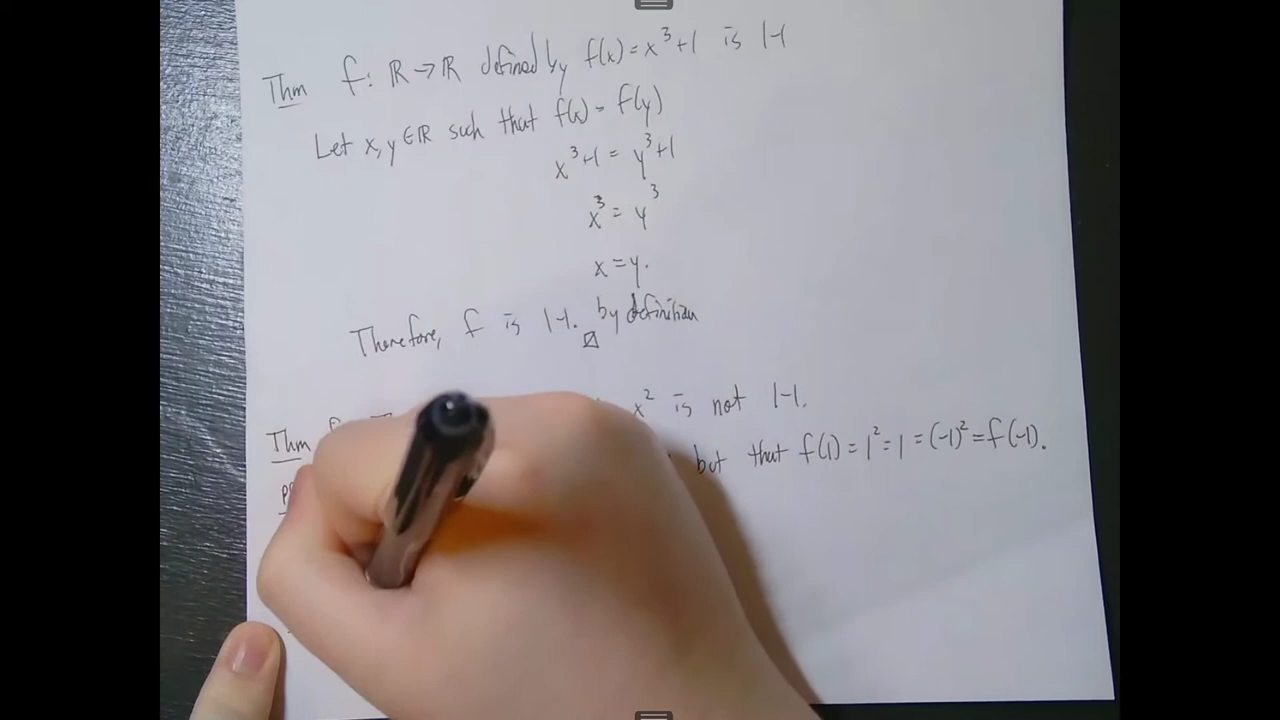 Thm f: ℝ → ℝ defined by f(x) = x³+1 is 1-1
Let x, y ∈ ℝ such that f(x) = f(y)
x³+1 = y³+1
x³ = y³
x = y.
Therefore, f is 1-1. by definition
Thm x² is not 1-1.
but that f(1) = 1² = 1 = (-1)² = f(-1).